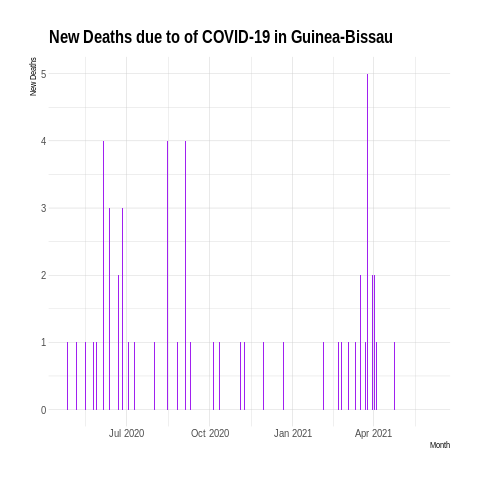 New Deaths due to of COVID-19 in Guinea-Bissau
New Deaths
5
4
3
2
1
0
Jul 2020 Oct 2020 Jan 2021 Apr 2021
Month